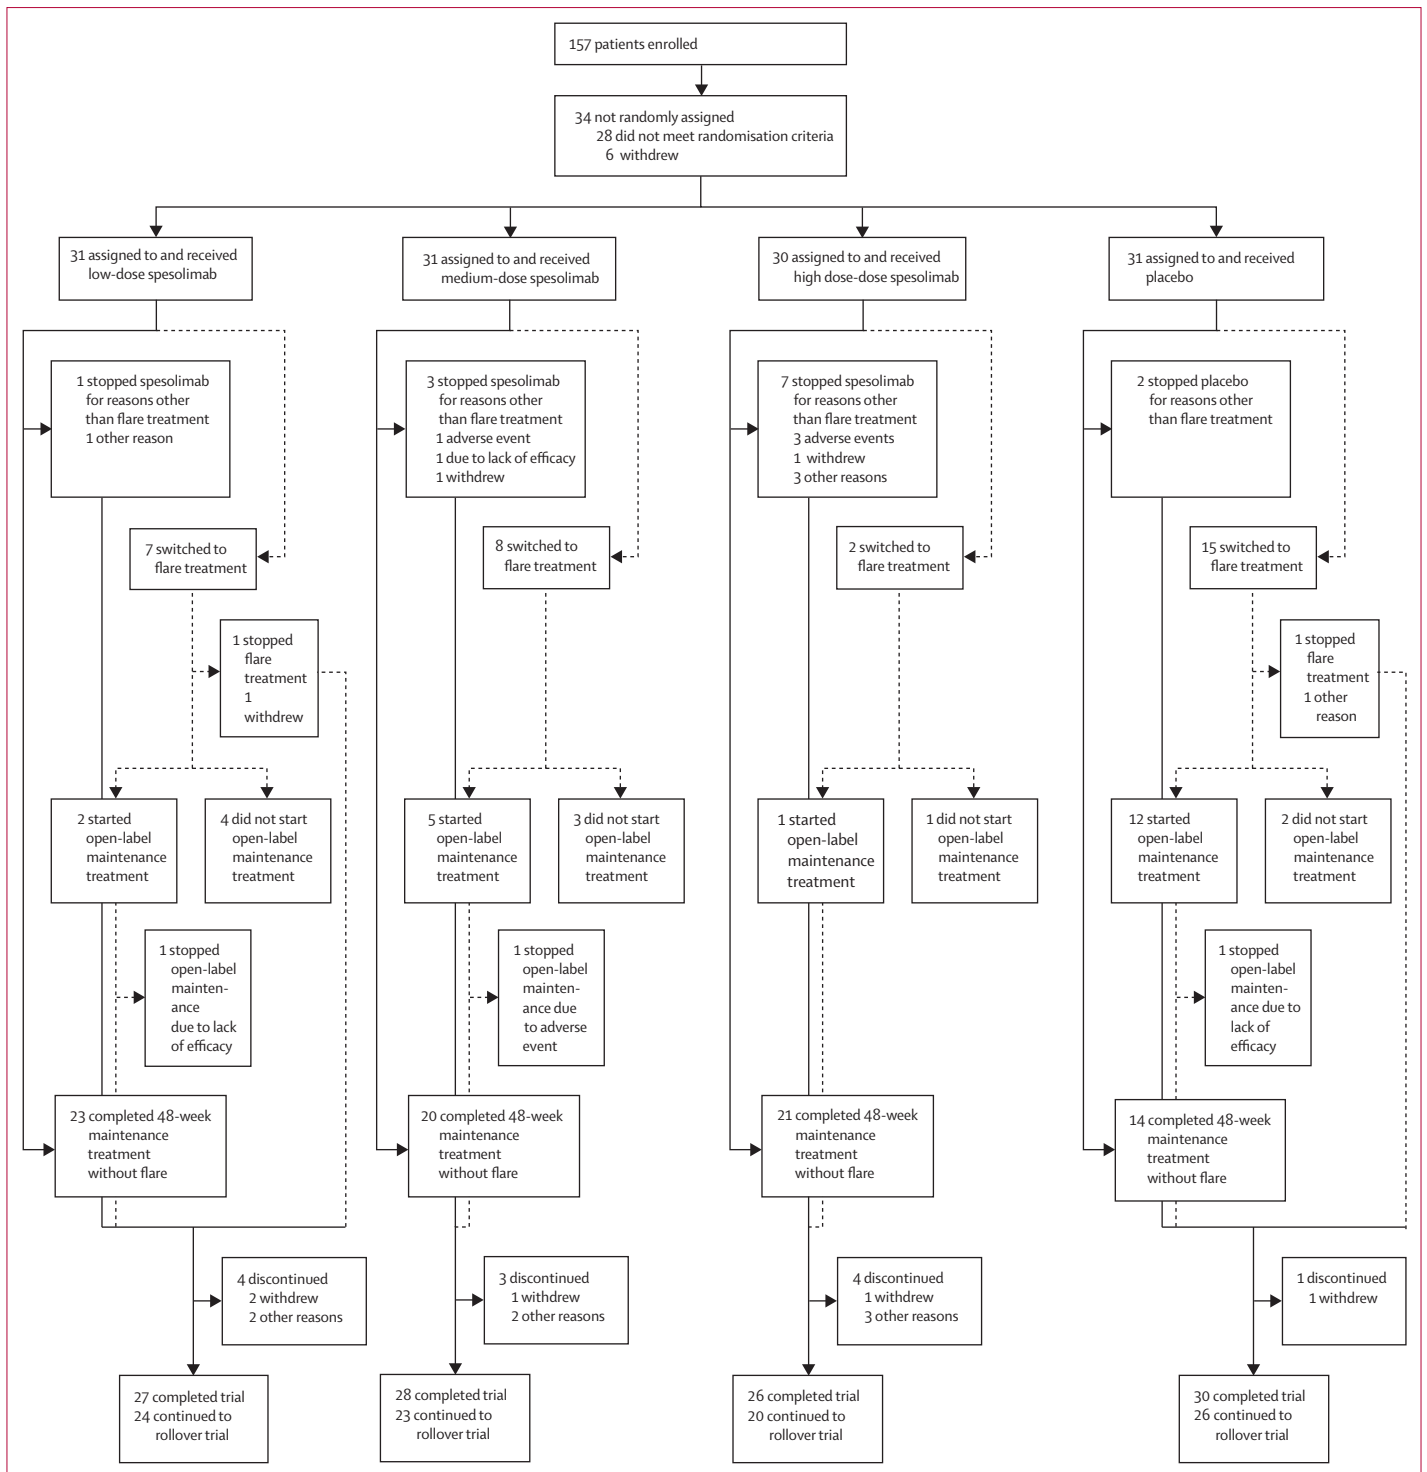 157 patients enrolled
34 not randomly assigned
28 did not meet randomisation criteria
6 withdrew
31 assigned to and received
low-dose spesolimab
31 assigned to and received
medium-dose spesolimab
30 assigned to and received
high dose-dose spesolimab
31 assigned to and received
placebo
1 stopped spesolimab
for reasons other
than flare treatment
1 other reason
3 stopped spesolimab
for reasons other
than flare treatment
1 adverse event
1 due to lack of efficacy
1 withdrew
7 stopped spesolimab
for reasons other
than flare treatment
3 adverse events
1 withdrew
3 other reasons
2 stopped placebo
for reasons other
than flare treatment
7 switched to
flare treatment
8 switched to
flare treatment
2 switched to
flare treatment
15 switched to
flare treatment
1 stopped
flare
treatment
1
withdrew
1 stopped
flare
treatment
1 other
reason
2 started
open-label
maintenance
treatment
4 did not start
open-label
maintenance
treatment
5 started
open-label
maintenance
treatment
3 did not start
open-label
maintenance
treatment
1 started
open-label
maintenance
treatment
1 did not start
open-label
maintenance
treatment
12 started
open-label
maintenance
treatment
2 did not start
open-label
maintenance
treatment
1 stopped
open-label
mainten-
ance
due to lack
of efficacy
1 stopped
open-label
mainten-
ance due
to adverse
event
1 stopped
open-label
mainten-
ance due to
lack of
efficacy
23 completed 48-week
maintenance
treatment
without flare
20 completed 48-week
maintenance
treatment
without flare
21 completed 48-week
maintenance
treatment
without flare
14 completed 48-week
maintenance
treatment
without flare
4 discontinued
2 withdrew
2 other reasons
3 discontinued
1 withdrew
2 other reasons
4 discontinued
1 withdrew
3 other reasons
1 discontinued
1 withdrew
27 completed trial
24 continued to
rollover trial
28 completed trial
23 continued to
rollover trial
26 completed trial
20 continued to
rollover trial
30 completed trial
26 continued to
rollover trial